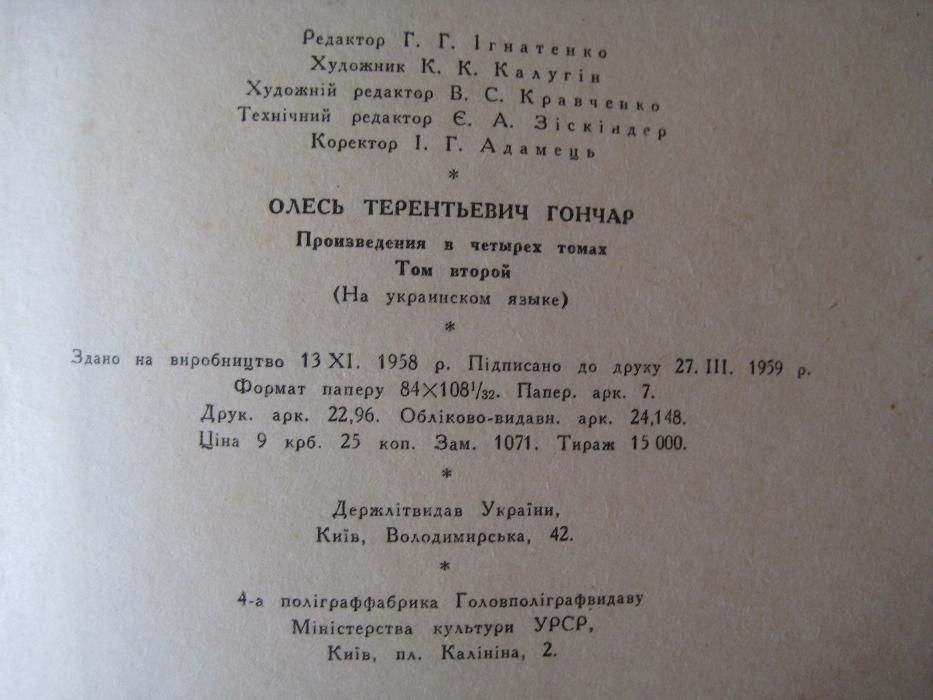 Редактор Г. Г. Ігнатенко
Художник К. К. Калугін
Художній редактор В. С. Кравченко
Технічний редактор Є. А. Зіскіндер
Коректор І. Г. Адамець
*
ОЛЕСЬ ТЕРЕНТЬЕВИЧ ГОНЧАР
Произведения в четырех томах
Том второй
(На украинском языке)
*
Здано на виробництво 13 XI. 1958 р. Підписано до друку 27. III. 1959 р.
Формат паперу 84×108¹/₃₂. Папер. арк. 7.
Друк. арк. 22,96. Обліково-видавн. арк. 24,148.
Ціна 9 крб. 25 коп. Зам. 1071. Тираж 15 000.
*
Держлітвидав України,
Київ, Володимирська, 42.
*
4-а поліграффабрика Головполіграфвидаву
Міністерства культури УРСР,
Київ, пл. Калініна, 2.